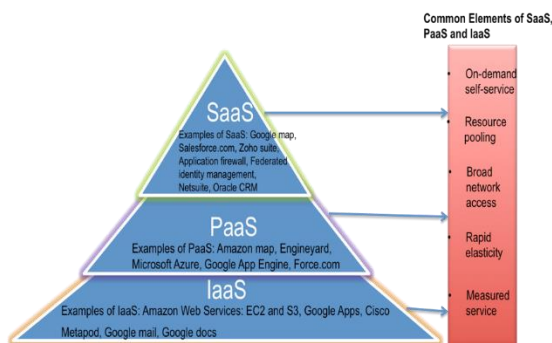 Common Elements of SaaS,
PaaS and IaaS
SaaS
Examples of SaaS: Google map,
Salesforce.com, Zoho suite,
Application firewall, Federated
identity management,
Netsuite, Oracle CRM
PaaS
Examples of PaaS: Amazon map, Engineyard,
Microsoft Azure, Google App Engine, Force.com
IaaS
Examples of IaaS: Amazon Web Services: EC2 and S3, Google Apps, Cisco
Metapod, Google mail, Google docs
• On-demand
self-service
• Resource
pooling
• Broad
network
access
• Rapid
elasticity
• Measured
service